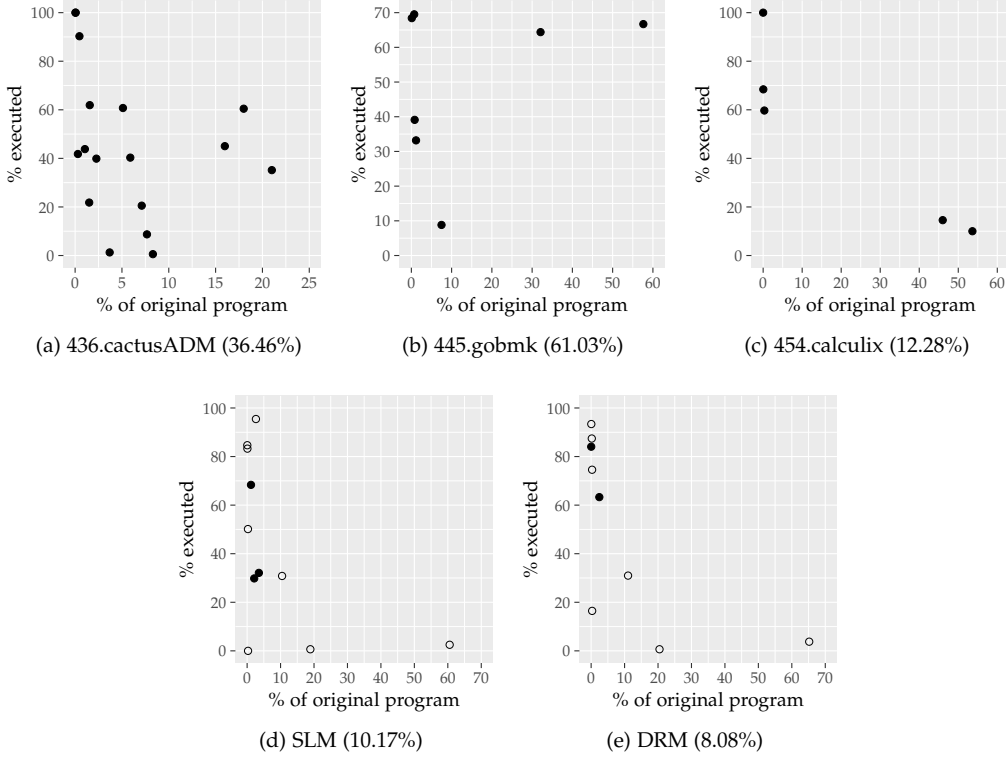 100
80
60
40
20
0
% executed
0 5 10 15 20 25
% of original program
(a) 436.cactusADM (36.46%)
70
60
50
40
30
20
10
0
% executed
0 10 20 30 40 50 60
% of original program
(b) 445.gobmk (61.03%)
100
80
60
40
20
0
% executed
0 10 20 30 40 50 60
% of original program
(c) 454.calculix (12.28%)
100
80
60
40
20
0
% executed
0 10 20 30 40 50 60 70
% of original program
(d) SLM (10.17%)
100
80
60
40
20
0
% executed
0 10 20 30 40 50 60 70
% of original program
(e) DRM (8.08%)